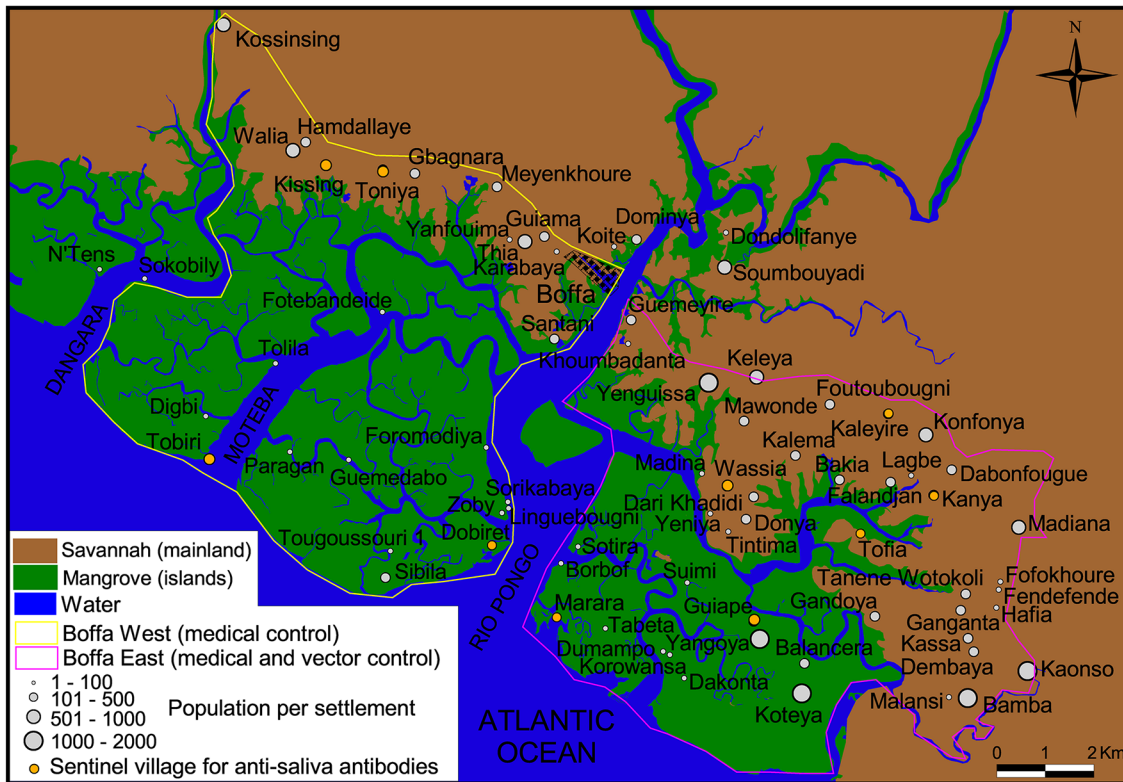 N
Kossinsing
Walia
Hamdallaye
Gbagnara
Kissing
Toniya
Meyenkhoure
Guiama
Yanfouima
Koite
Dominya
Thia
Karabaya
Dondolifanye
N'Tens
Sokobily
Soumbouyadi
Boffa
Fotebandeide
Guemeyire
Santani
DANGARA
Tolila
Khoumbadanta
Keleya
Yenguissa
Foutoubougni
Digbi
Mawonde
Kaleyire
Konfonya
Tobiri
MOTEBA
Foromodiya
Kalema
Paragan
Guemedabo
Madina
Wassia
Bakia
Lagbe
Dabonfougue
Sorikabaya
Dari Khadidi
Falandjan
Kanya
Zoby
Linguebougni
Yeniya
Donya
Madiana
Tougoussouri 1
Dobiret
Tintima
Tofia
Sotira
Sibila
Borbof
Suimi
Tanene Wotokoli
Fofokhoure
RIO PONGO
Fendefende
Marara
Guiape
Gandoya
Hafia
Tabeta
Ganganta
Dumampo
Yangoya
Balancera
Kassa
Korowansa
Dembaya
Kaonso
Dakonta
Malansi
Bamba
Koteya
ATLANTIC
OCEAN
0 1 2 Km
Savannah (mainland)
Mangrove (islands)
Water
Boffa West (medical control)
Boffa East (medical and vector control)
1 - 100
101 - 500
501 - 1000
1000 - 2000
Population per settlement
Sentinel village for anti-saliva antibodies